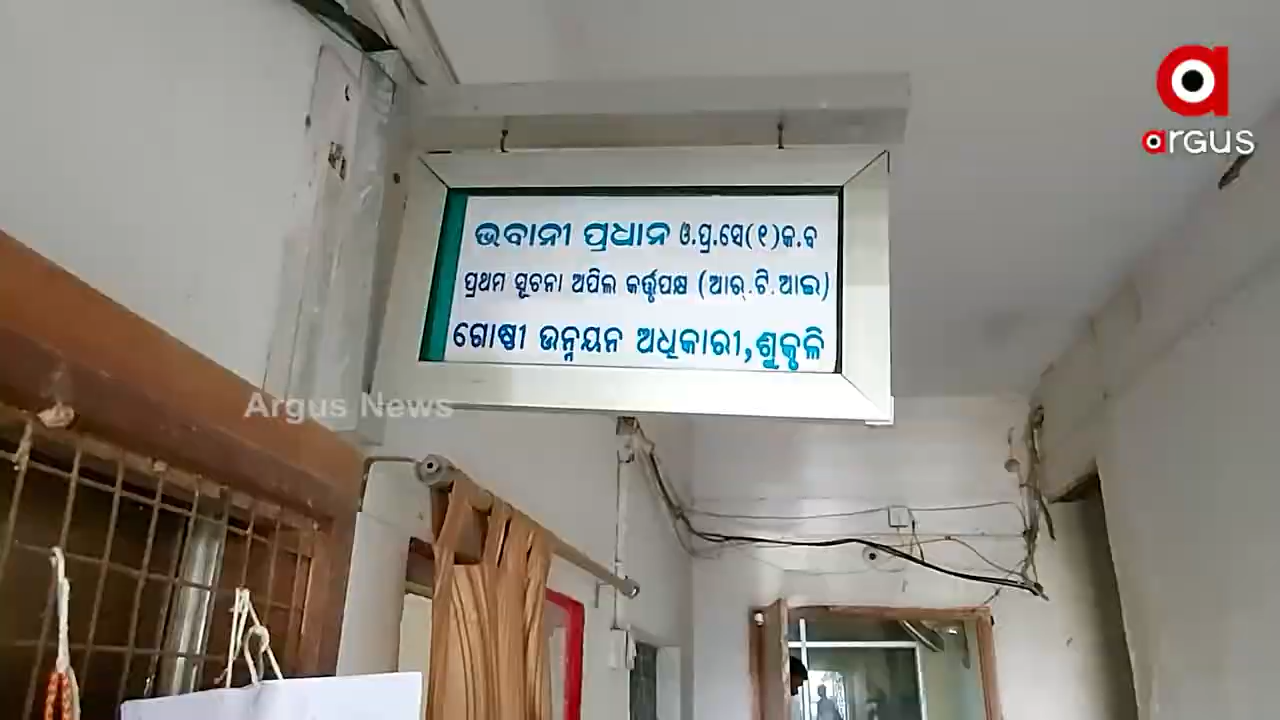 ଭବାନୀ ପ୍ରଧାନ ଓ.ପ୍ର.ସେ(୧)କ.ବ
ପ୍ରଥମ ସୂଚନା ଅପିଲ କର୍ତ୍ତୃପକ୍ଷ (ଆର୍.ଟି.ଆଇ)
ଗୋଷ୍ଠୀ ଉନ୍ନୟନ ଅଧିକାରୀ,ଶୁକୃଳି
Argus News
argus